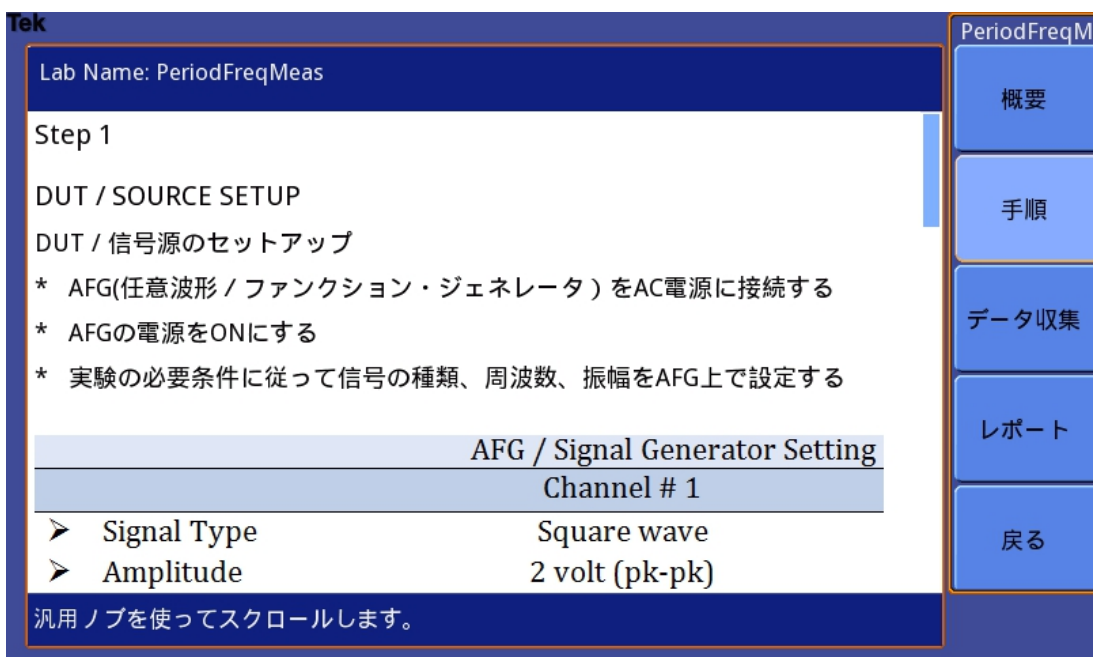 Tek
PeriodFreqM
Lab Name: PeriodFreqMeas
概要
手順
データ収集
レポート
戻る
Step 1
DUT / SOURCE SETUP
DUT / 信号源のセットアップ
* AFG(任意波形 / ファンクション・ジェネレータ ) をAC電源に接続する
* AFGの電源をONにする
* 実験の必要条件に従って信号の種類、周波数、振幅をAFG上で設定する
AFG / Signal Generator Setting
Channel # 1
➢ Signal Type Square wave
➢ Amplitude 2 volt (pk-pk)
汎用ノブを使ってスクロールします。